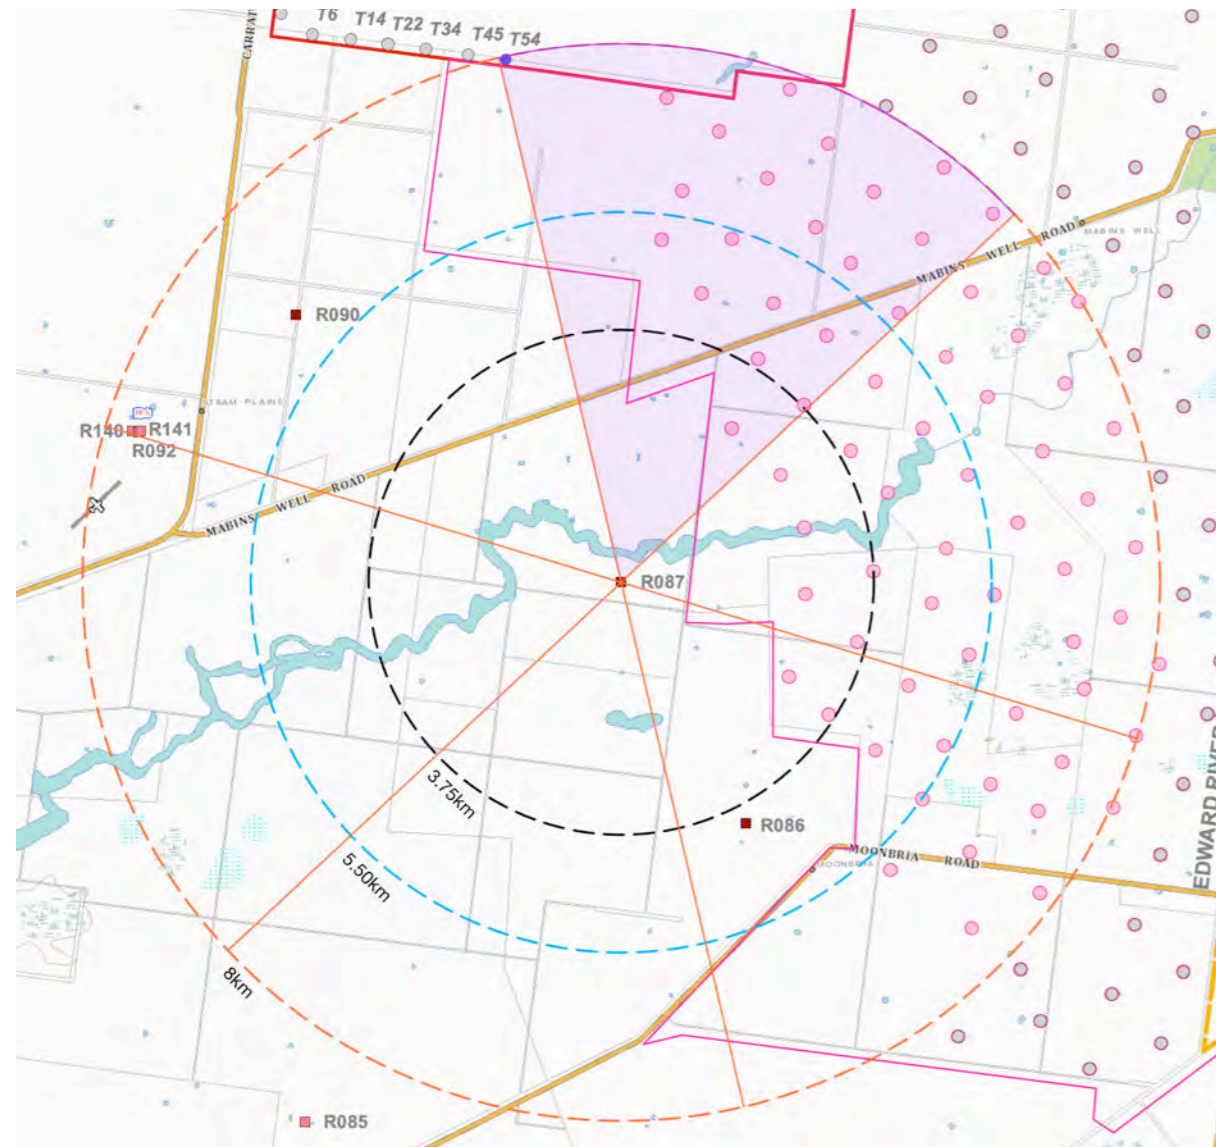 CARRAT
T6
T14
T22
T34
T45
T54
MABINS WELL ROAD
MABINS WELL
R090
R140
R141
R092
MABINS WELL ROAD
R087
3.75km
R086
MOONBRIA ROAD
MOONBRIA
5.50km
EDWARD RIVER
8km
R085